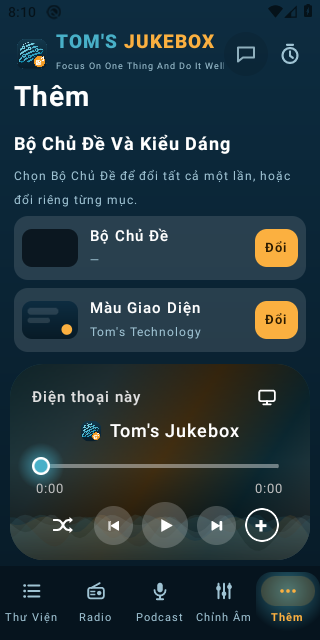 8:10
TOM'S JUKEBOX
Focus On One Thing And Do It Well
Thêm
Bộ Chủ Đề Và Kiểu Dáng
Chọn Bộ Chủ Đề để đổi tất cả một lần, hoặc
đổi riêng từng mục.
Bộ Chủ Đề
—
Đổi
Màu Giao Diện
Tom's Technology
Đổi
Điện thoại này
Tom's Jukebox
0:00
0:00
Thư Viện
Radio
Podcast
Chỉnh Âm
Thêm